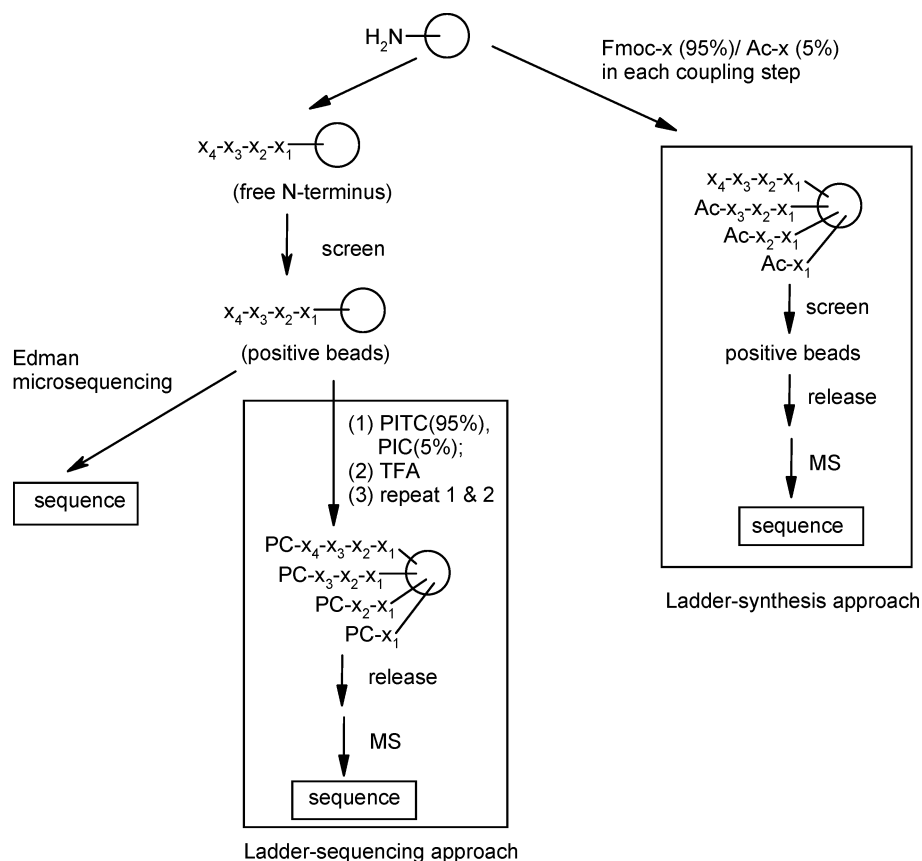 H₂N
Fmoc-x (95%)/ Ac-x (5%)
in each coupling step
x₄-x₃-x₂-x₁
(free N-terminus)
screen
x₄-x₃-x₂-x₁
(positive beads)
Edman
microsequencing
sequence
(1) PITC(95%),
PIC(5%);
(2) TFA
(3) repeat 1 & 2
PC-x₄-x₃-x₂-x₁
PC-x₃-x₂-x₁
PC-x₂-x₁
PC-x₁
release
MS
sequence
Ladder-sequencing approach
x₄-x₃-x₂-x₁
Ac-x₃-x₂-x₁
Ac-x₂-x₁
Ac-x₁
screen
positive beads
release
MS
sequence
Ladder-synthesis approach